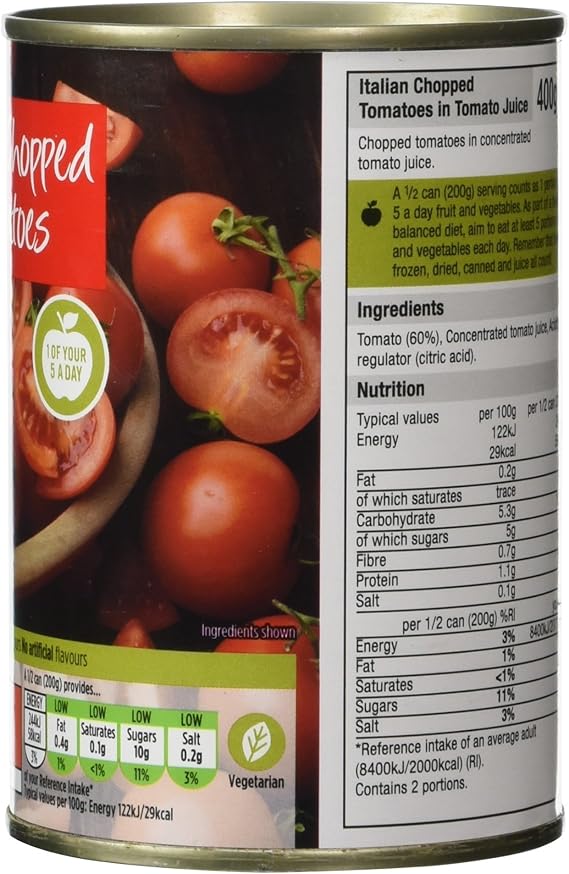 hopped
toes
1 OF YOUR
5 A DAY
Ingredients shown
No artificial flavours
A 1/2 can (200g) provides...
ENERGY
244kJ
58kcal
3%
LOW
Fat
0.4g
1%
LOW
Saturates
0.1g
<1%
LOW
Sugars
10g
11%
LOW
Salt
0.2g
3%
of your Reference Intake*
Typical values per 100g: Energy 122kJ/29kcal
Vegetarian
Italian Chopped
Tomatoes in Tomato Juice 400g
Chopped tomatoes in concentrated
tomato juice.
A 1/2 can (200g) serving counts as 1
5 a day fruit and vegetables. As part of a
balanced diet, aim to eat at least 5
and vegetables each day. Remember
frozen, dried, canned and juice all count.
Ingredients
Tomato (60%), Concentrated tomato juice,
regulator (citric acid).
Nutrition
Typical values per 100g per 1/2 can
Energy 122kJ
29kcal
Fat 0.2g
of which saturates trace
Carbohydrate 5.3g
of which sugars 5g
Fibre 0.7g
Protein 1.1g
Salt 0.1g
per 1/2 can (200g) %RI
Energy 3%
Fat 1%
Saturates <1%
Sugars 11%
Salt 3%
*Reference intake of an average adult
(8400kJ/2000kcal) (RI).
Contains 2 portions.